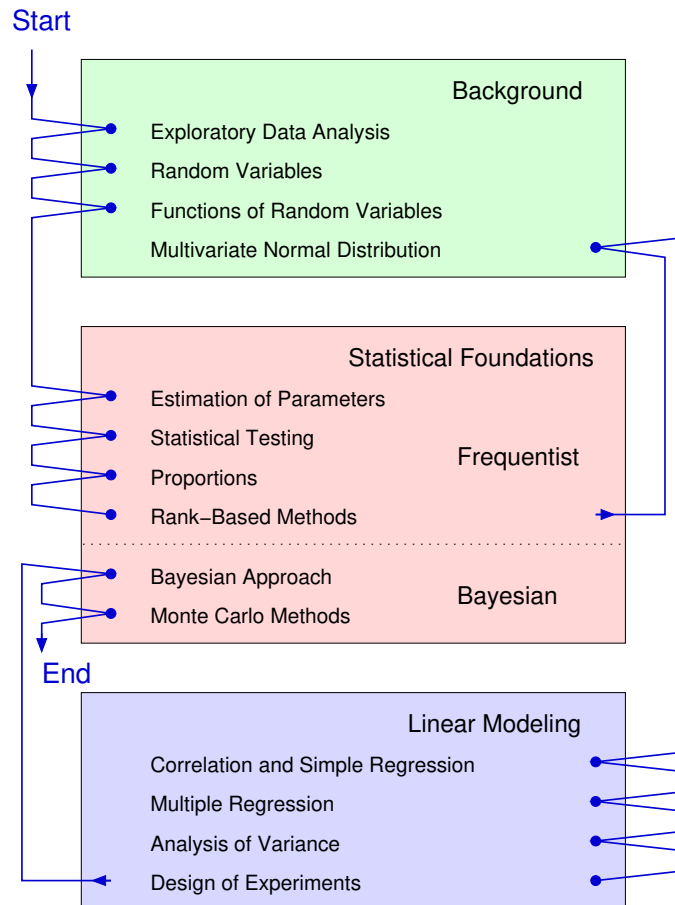 Start
Background
Exploratory Data Analysis
Random Variables
Functions of Random Variables
Multivariate Normal Distribution
Statistical Foundations
Estimation of Parameters
Statistical Testing
Frequentist
Proportions
Rank−Based Methods
Bayesian Approach
Bayesian
Monte Carlo Methods
End
Linear Modeling
Correlation and Simple Regression
Multiple Regression
Analysis of Variance
Design of Experiments